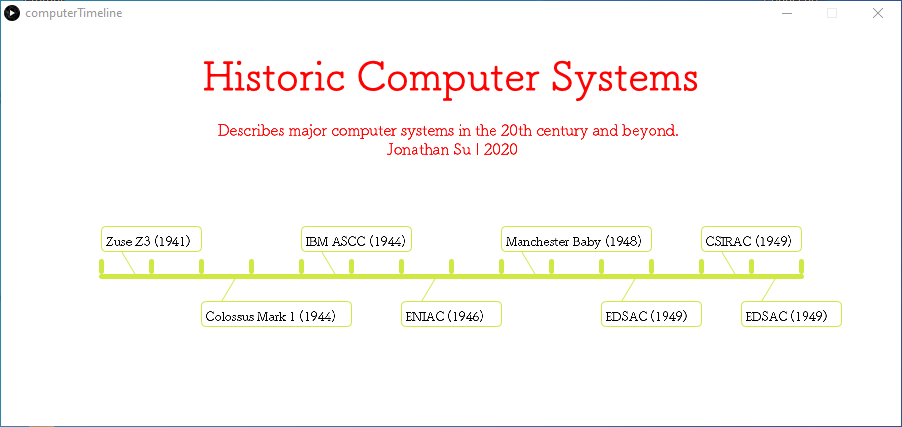 computerTimeline
Historic Computer Systems
Describes major computer systems in the 20th century and beyond.
Jonathan Su | 2020
Zuse Z3 (1941)
IBM ASCC (1944)
Manchester Baby (1948)
CSIRAC (1949)
Colossus Mark 1 (1944)
ENIAC (1946)
EDSAC (1949)
EDSAC (1949)